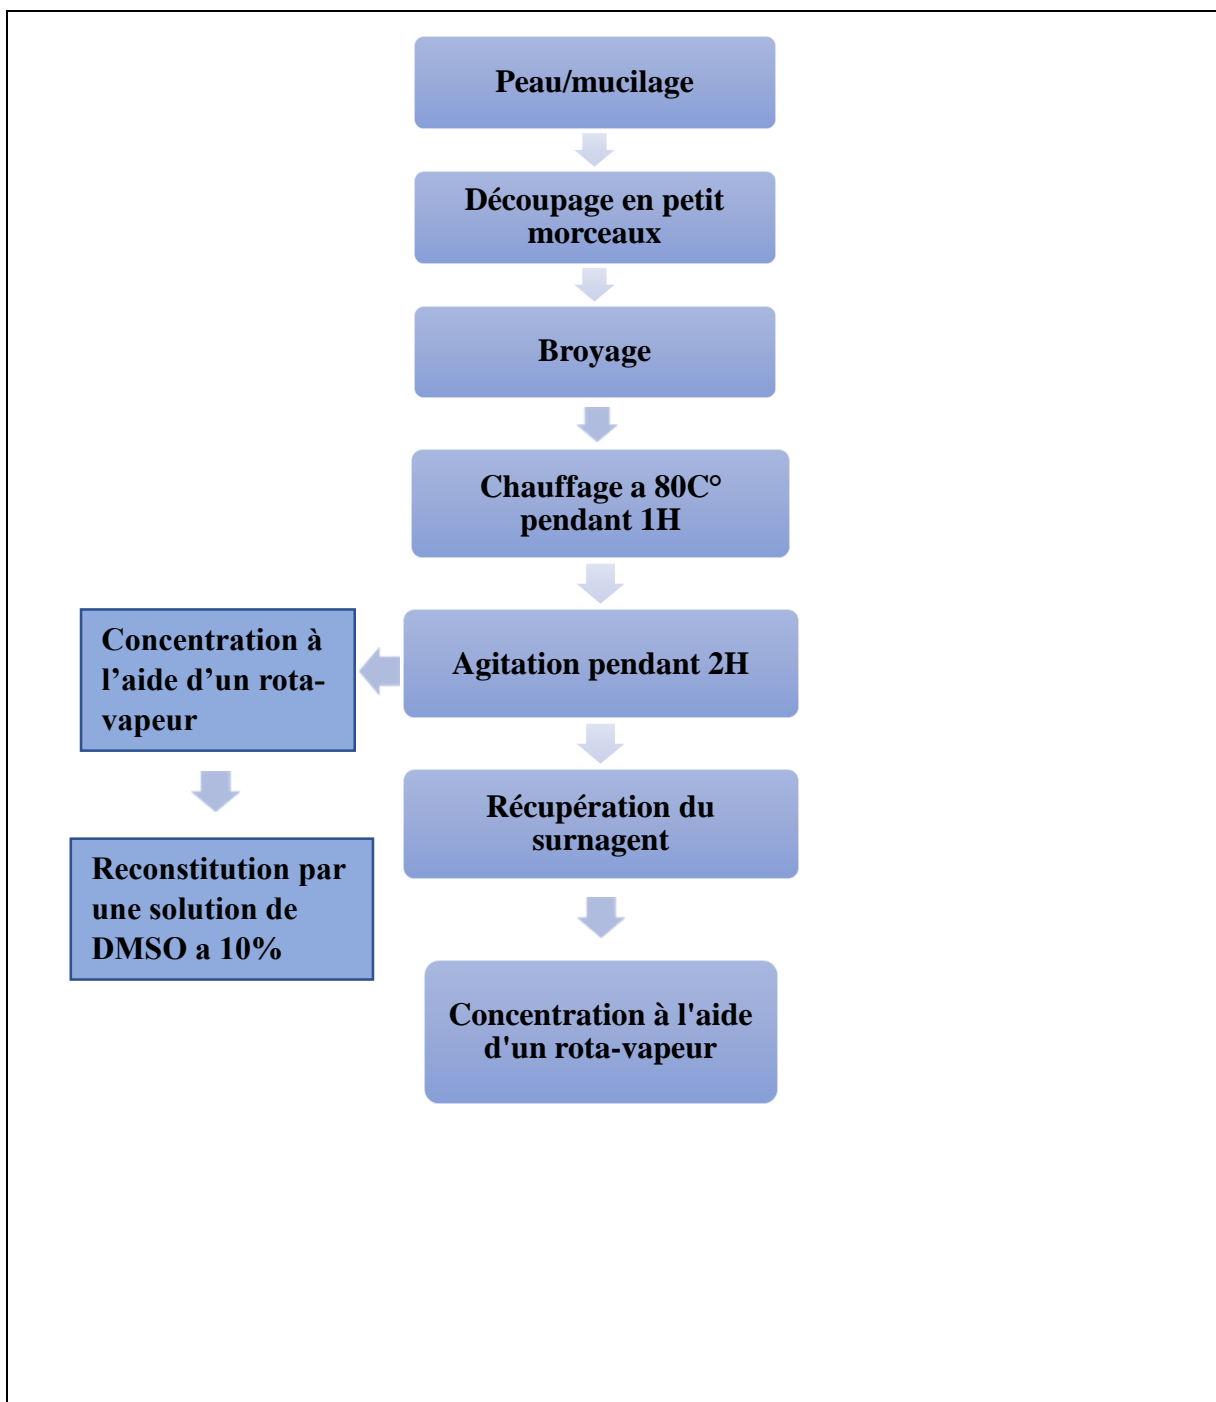 Peau/mucilage
Découpage en petit
morceaux
Broyage
Chauffage a 80C°
pendant 1H
Agitation pendant 2H
Concentration à
l’aide d’un rota-
vapeur
Reconstitution par
une solution de
DMSO a 10%
Récupération du
surnagent
Concentration à l'aide
d'un rota-vapeur